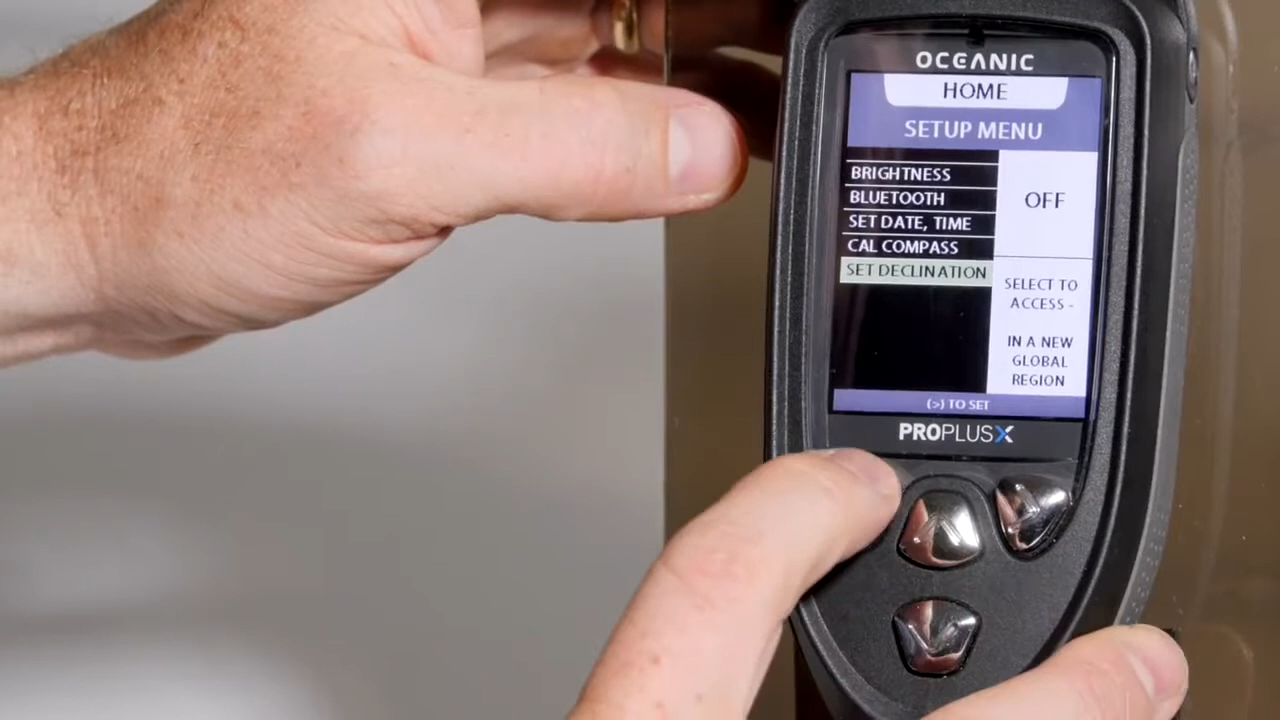 OCEANIC
HOME
SETUP MENU
BRIGHTNESS
BLUETOOTH
SET DATE, TIME
CAL COMPASS
SET DECLINATION
OFF
SELECT TO
ACCESS -
IN A NEW
GLOBAL
REGION
(>) TO SET
PROPLUSX